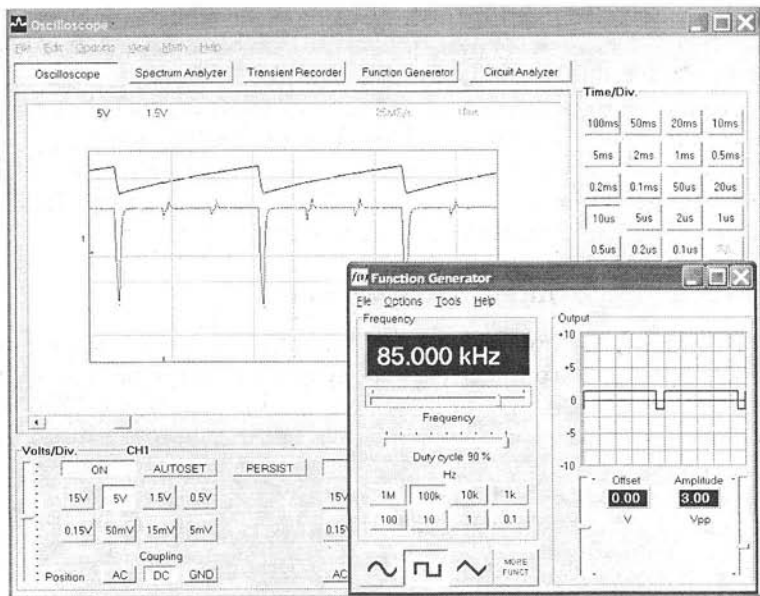 Oscilloscope
File Edit Options View Math Help
Oscilloscope Spectrum Analyzer Transient Recorder Function Generator Circuit Analyzer
5V 1.5V 10us
1
Time/Div.
100ms 50ms 20ms 10ms
5ms 2ms 1ms 0.5ms
0.2ms 0.1ms 50us 20us
10us 5us 2us 1us
0.5us 0.2us 0.1us
Volts/Div. CH1
ON AUTOSET PERSIST
15V 5V 1.5V 0.5V 15V
0.15V 50mV 15mV 5mV 0.15
Coupling
Position AC DC GND AC
f(t) Function Generator
File Options Tools Help
Frequency
85.000 kHz
Frequency
Duty cycle 90 %
Hz
1M 100k 10k 1k
100 10 1 0.1
MORE
FUNCT
Output
+10
+5
0
-5
-10
Offset Amplitude
0.00 3.00
V Vpp